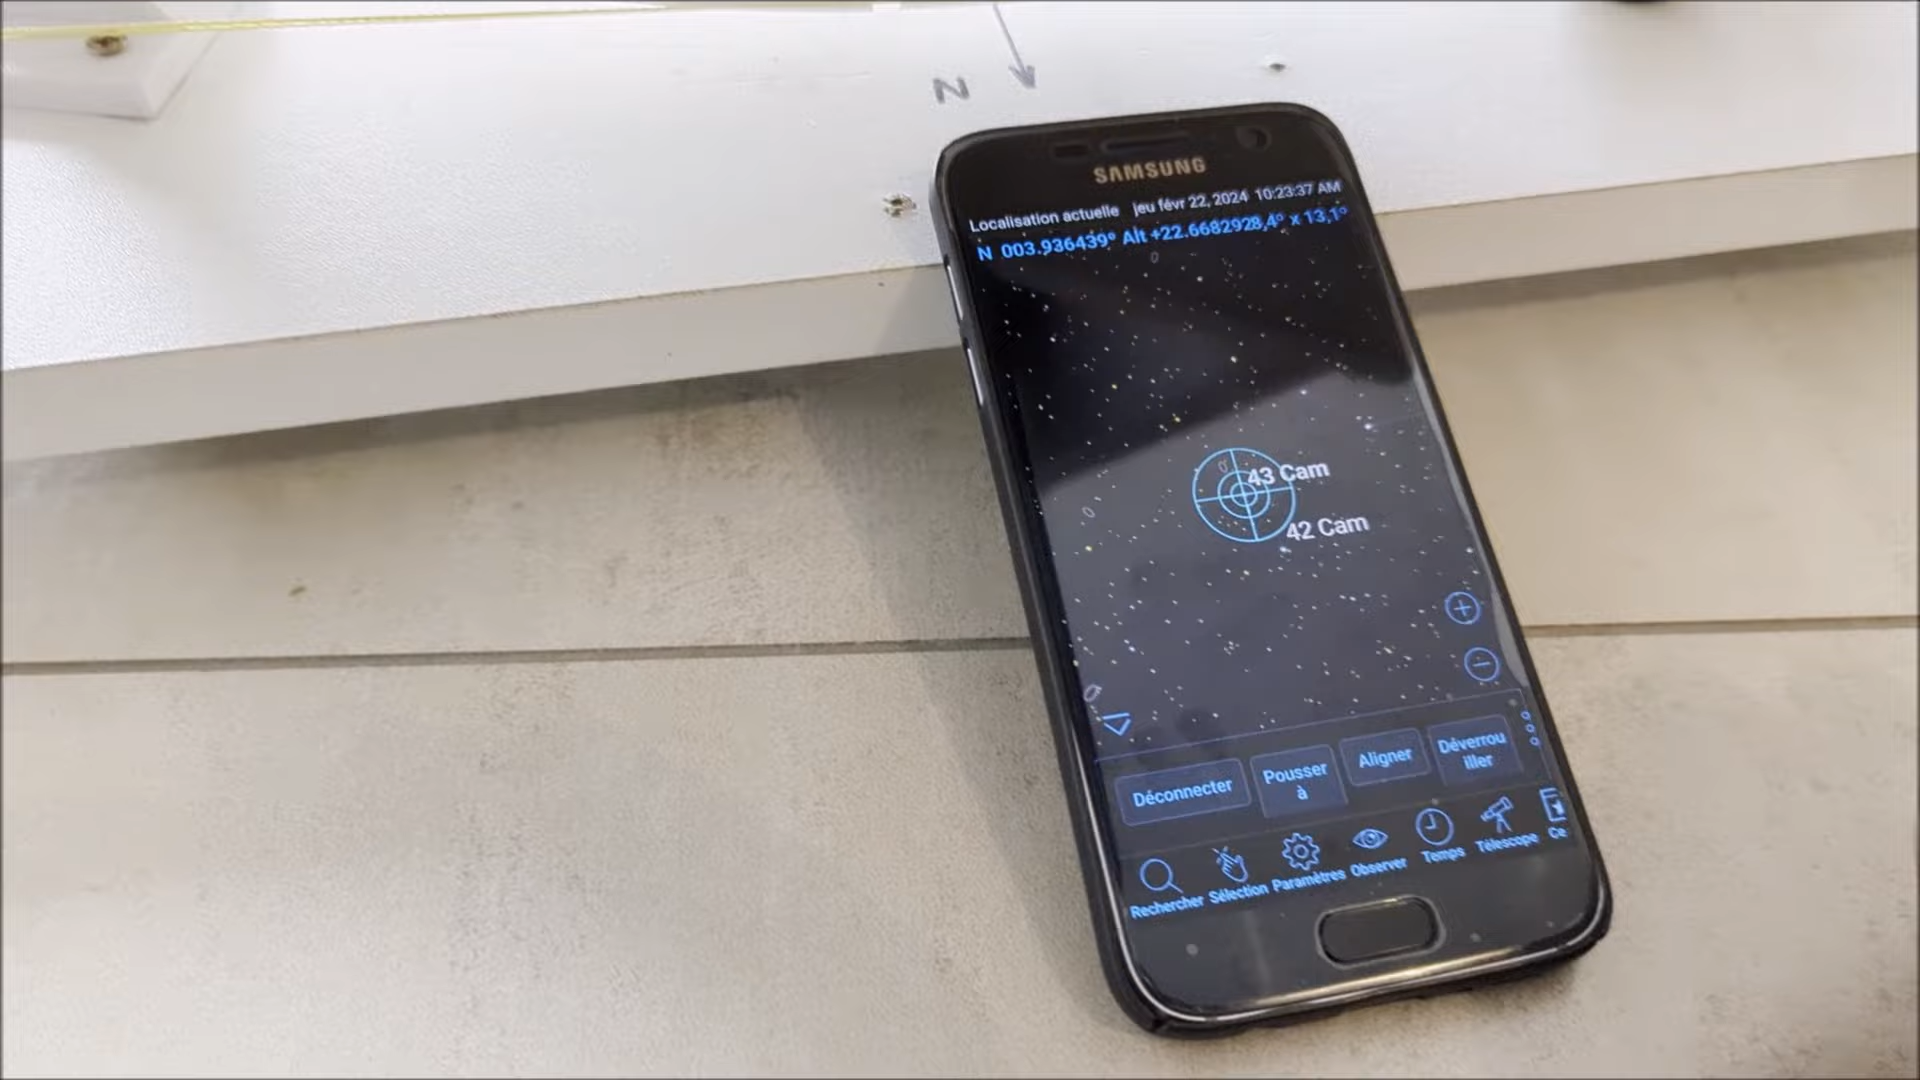 N
SAMSUNG
Localisation actuelle jeu févr 22, 2024 10:23:37 AM
N 003.936439° Alt +22.6682928,4° x 13,1°
43 Cam
42 Cam
Déconnecter
Pousser
à
Aligner
Déverrou
iller
Rechercher Sélection Paramètres Observer Temps Télescope Ce